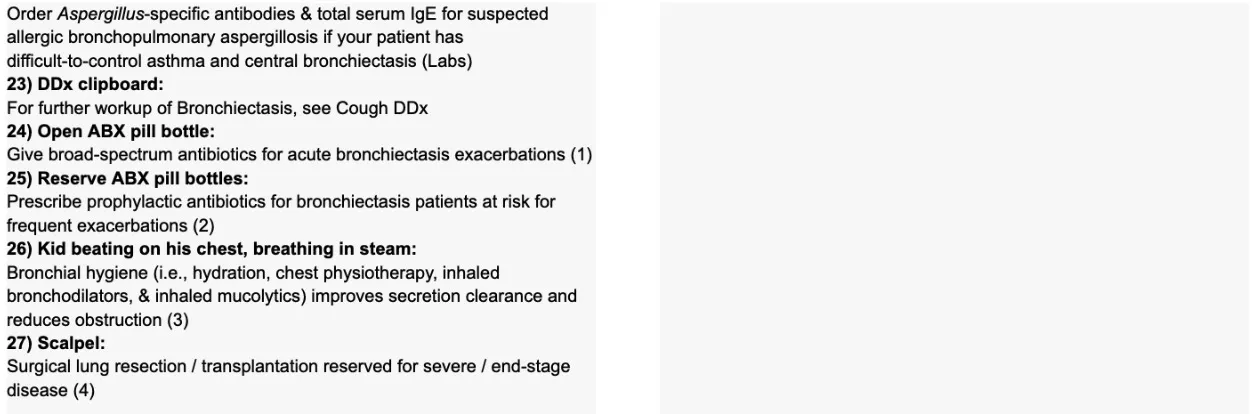 Order Aspergillus-specific antibodies & total serum IgE for suspected
allergic bronchopulmonary aspergillosis if your patient has
difficult-to-control asthma and central bronchiectasis (Labs)
23) DDx clipboard:
For further workup of Bronchiectasis, see Cough DDx
24) Open ABX pill bottle:
Give broad-spectrum antibiotics for acute bronchiectasis exacerbations (1)
25) Reserve ABX pill bottles:
Prescribe prophylactic antibiotics for bronchiectasis patients at risk for
frequent exacerbations (2)
26) Kid beating on his chest, breathing in steam:
Bronchial hygiene (i.e., hydration, chest physiotherapy, inhaled
bronchodilators, & inhaled mucolytics) improves secretion clearance and
reduces obstruction (3)
27) Scalpel:
Surgical lung resection / transplantation reserved for severe / end-stage
disease (4)